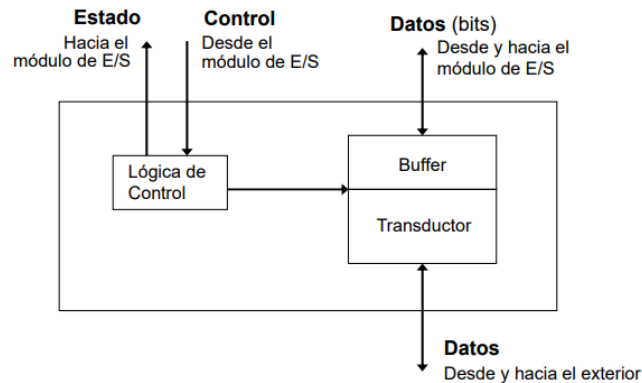 Estado
Hacia el
módulo de E/S
Control
Desde el
módulo de E/S
Datos (bits)
Desde y hacia el
módulo de E/S
Lógica de
Control
Buffer
Transductor
Datos
Desde y hacia el exterior